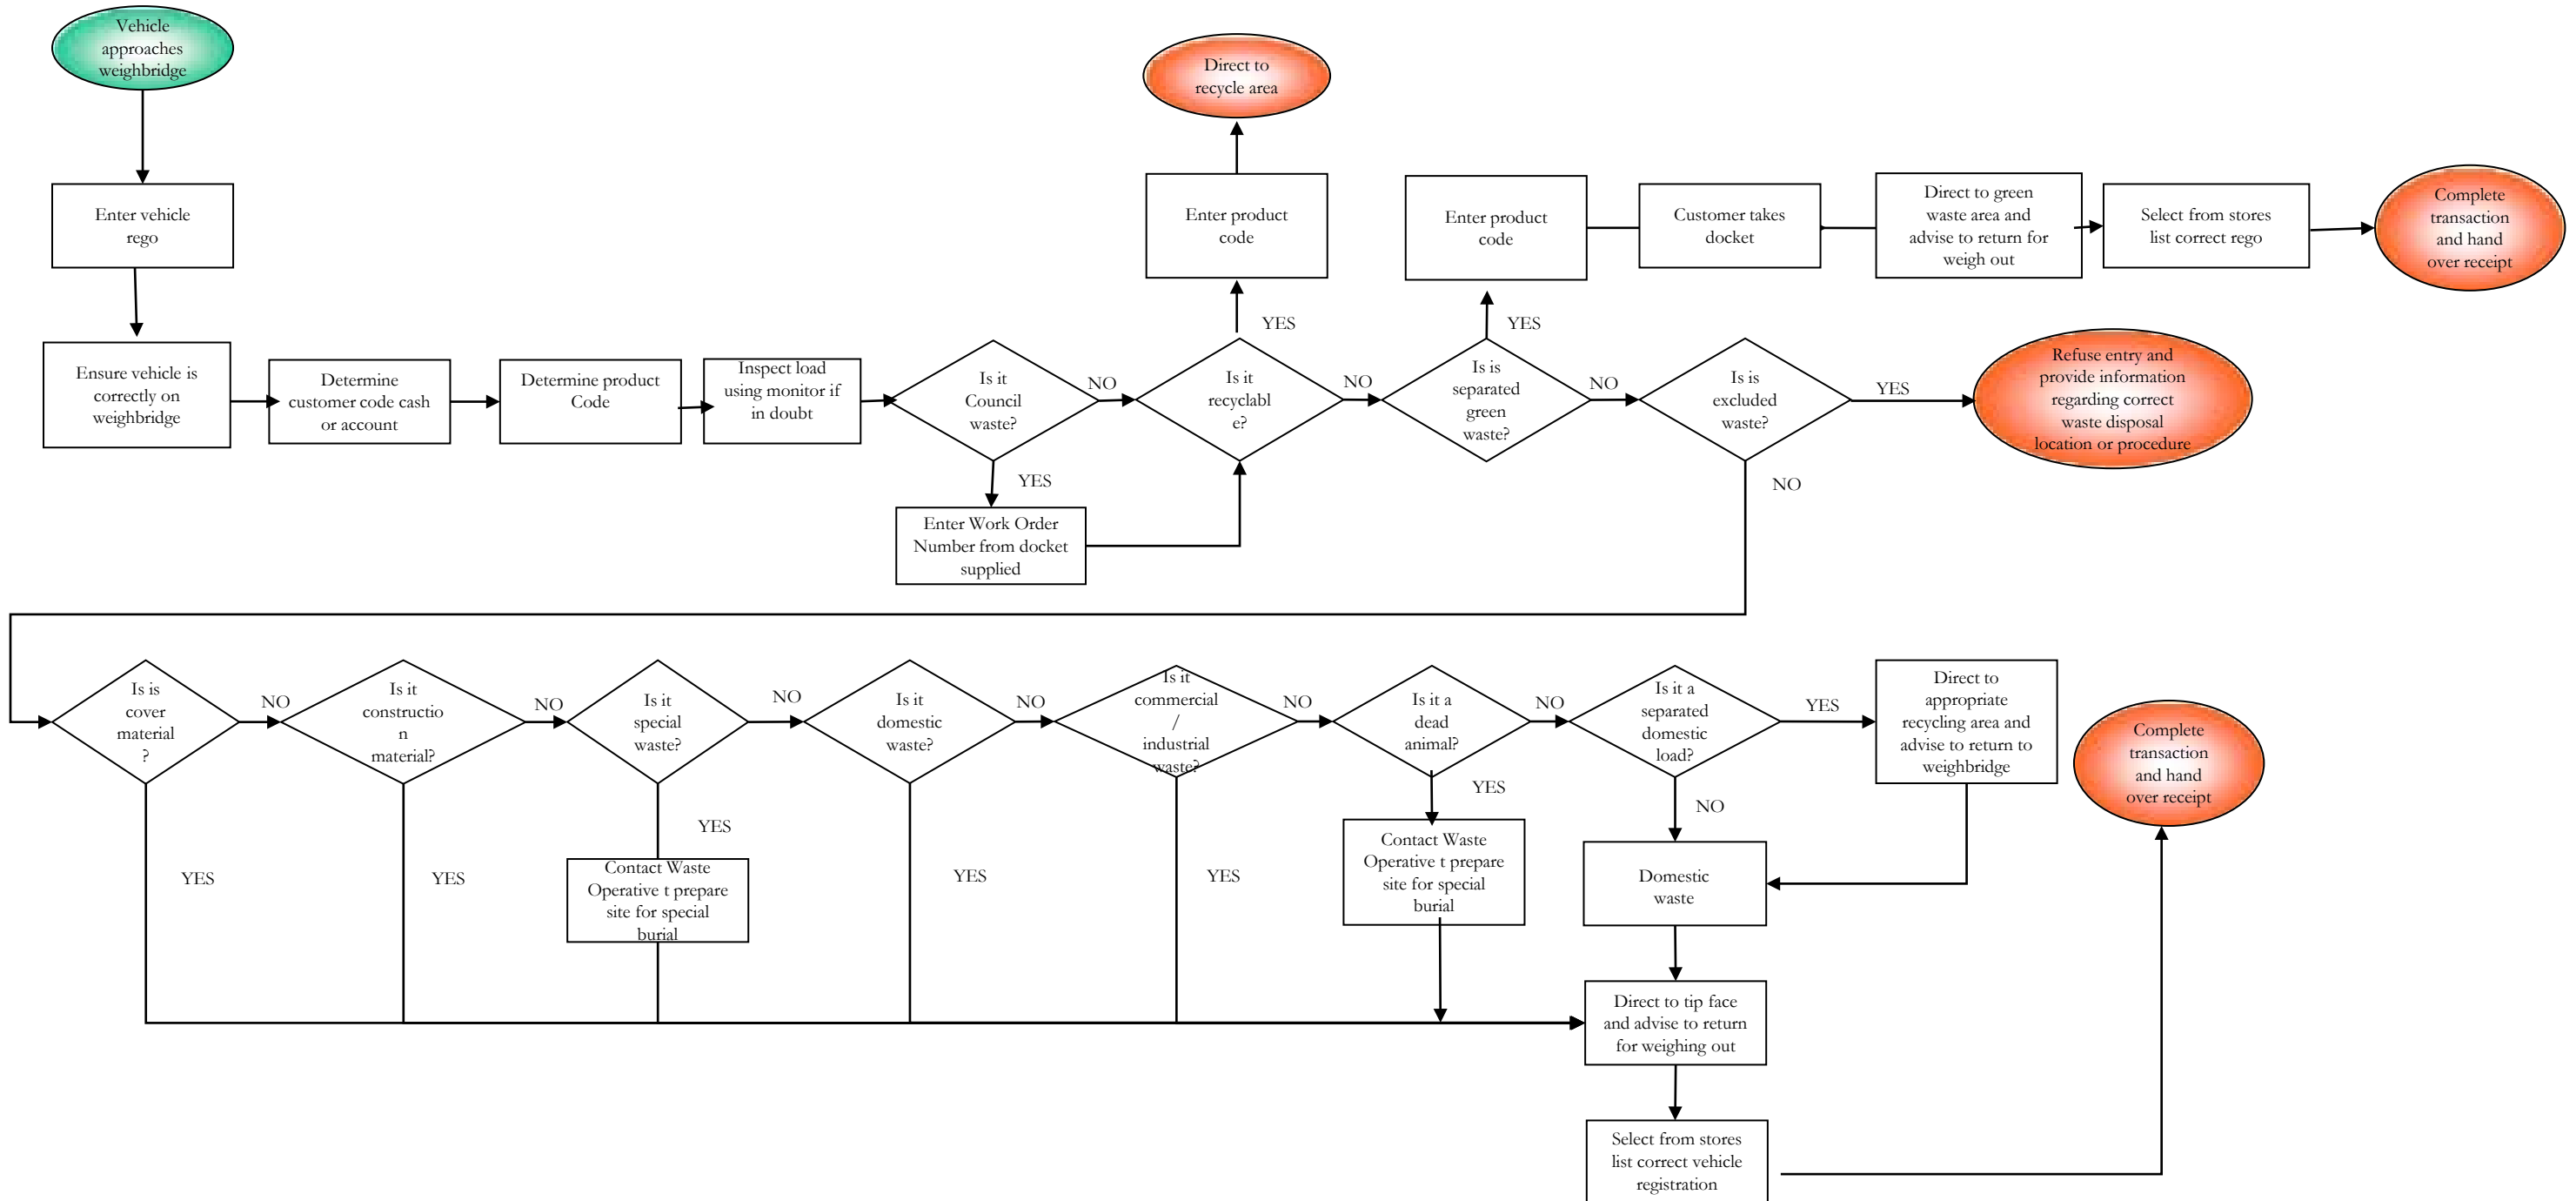 Vehicle
approaches
weighbridge
Direct to
recycle area
Enter vehicle
rego
Enter product
code
Enter product
code
Customer takes
docket
Direct to green
waste area and
advise to return for
weigh out
Select from stores
list correct rego
Complete
transaction
and hand
over receipt
YES
YES
Ensure vehicle is
correctly on
weighbridge
Determine
customer code cash
or account
Determine product
Code
Inspect load
using monitor if
in doubt
Is it
Council
waste?
NO
Is it
recyclabl
e?
NO
Is is
separated
green
waste?
NO
Is is
excluded
waste?
YES
Refuse entry and
provide information
regarding correct
waste disposal
location or procedure
YES
NO
Enter Work Order
Number from docket
supplied
Is is
cover
material
?
NO
Is it
constructio
n
material?
NO
Is it
special
waste?
NO
Is it
domestic
waste?
NO
Is it
commercial
/
industrial
waste?
NO
Is it a
dead
animal?
NO
Is it a
separated
domestic
load?
YES
Direct to
appropriate
recycling area and
advise to return to
weighbridge
Complete
transaction
and hand
over receipt
YES
NO
YES
YES
YES
YES
YES
Contact Waste
Operative t prepare
site for special
burial
Contact Waste
Operative t prepare
site for special
burial
Domestic
waste
Direct to tip face
and advise to return
for weighing out
Select from stores
list correct vehicle
registration